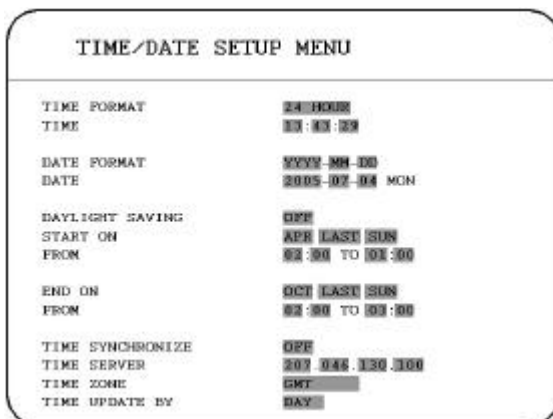 TIME/DATE SETUP MENU
TIME FORMAT 24 HOUR
TIME 13:43:29
DATE FORMAT YYYY-MM-DD
DATE 2005-07-04 MON
DAYLIGHT SAVING OFF
START ON APR LAST SUN
FROM 02:00 TO 01:00
END ON OCT LAST SUN
FROM 02:00 TO 03:00
TIME SYNCHRONIZE OFF
TIME SERVER 207.046.130.100
TIME ZONE GMT
TIME UPDATE BY DAY